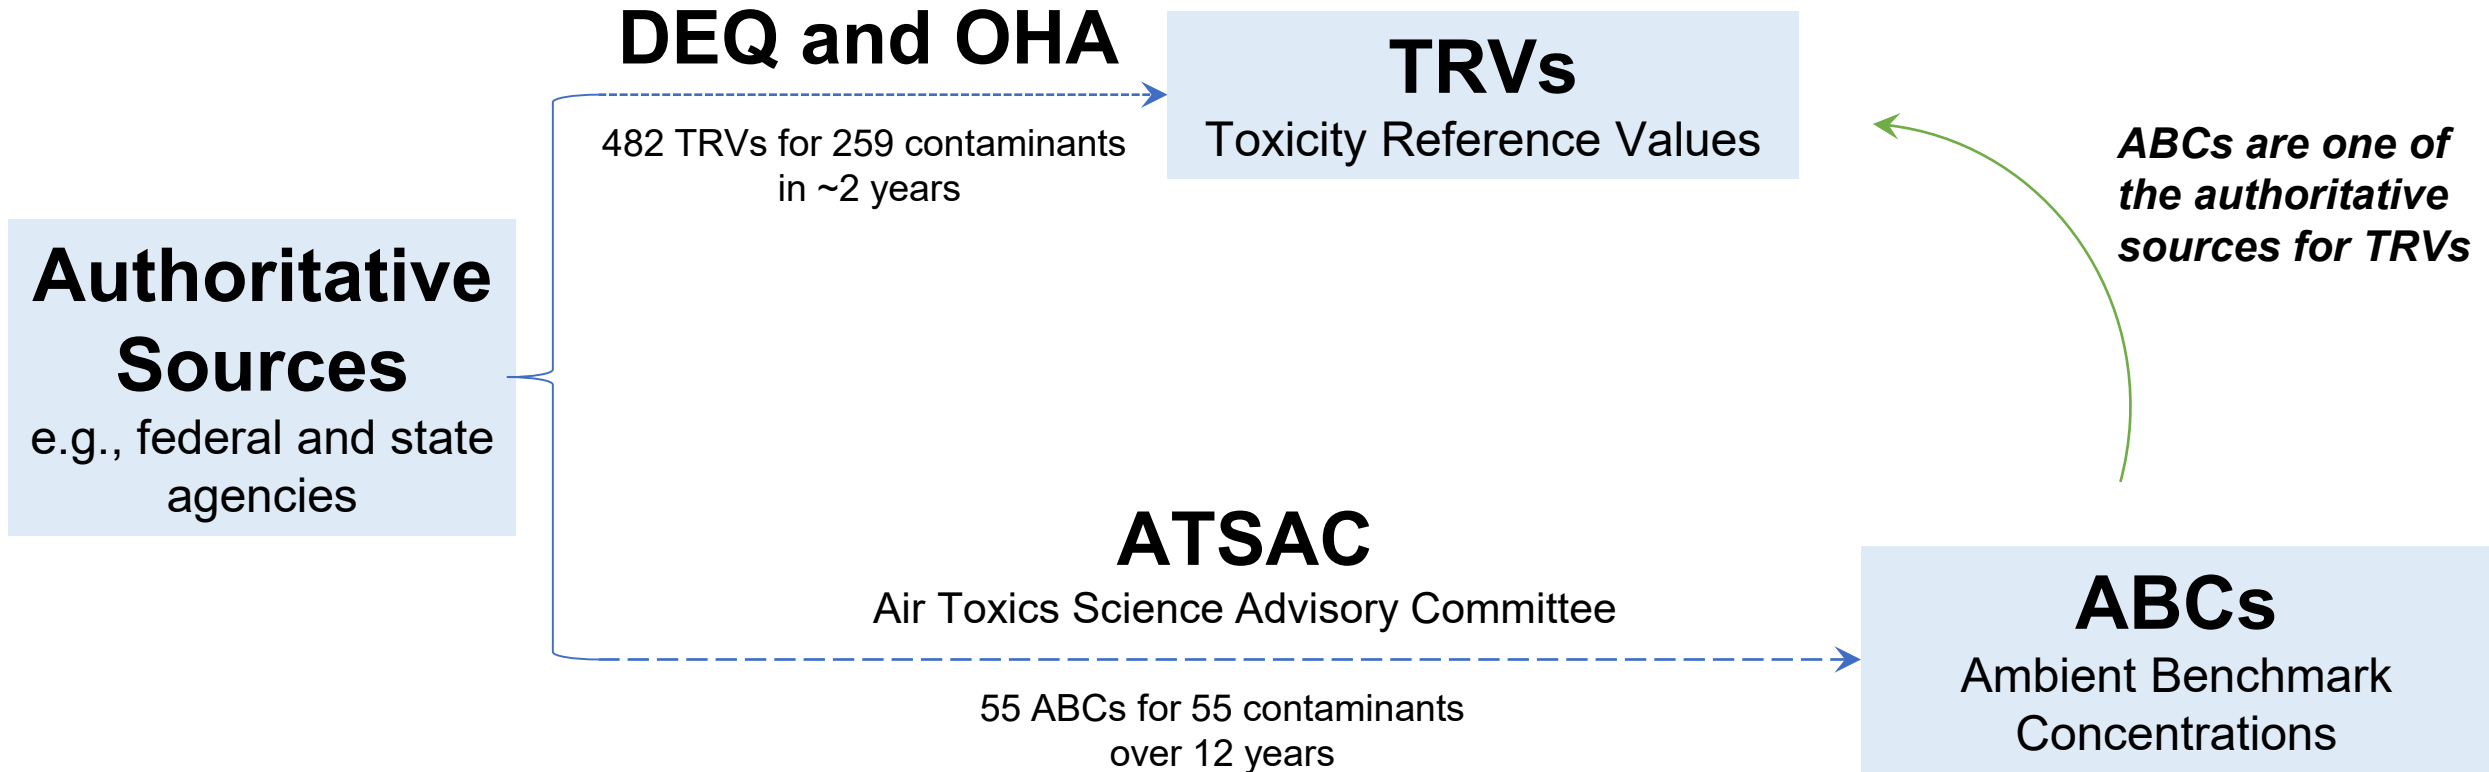 DEQ and OHA
482 TRVs for 259 contaminants
in ~2 years
TRVs
Toxicity Reference Values
ABCs are one of
the authoritative
sources for TRVs
Authoritative
Sources
e.g., federal and state
agencies
ATSAC
Air Toxics Science Advisory Committee
55 ABCs for 55 contaminants
over 12 years
ABCs
Ambient Benchmark
Concentrations